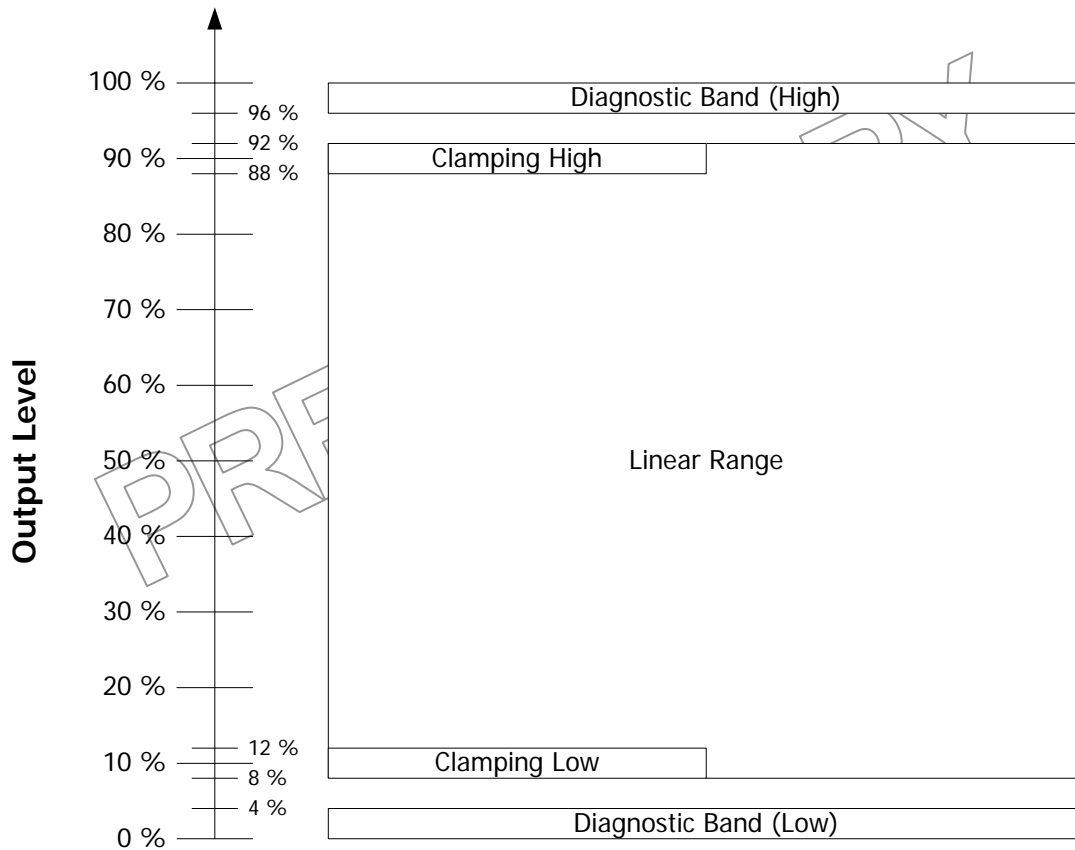 100 %
Diagnostic Band (High)
96 %
92 %
90 %
Clamping High
88 %
80 %
70 %
60 %
Output Level
50 %
Linear Range
40 %
30 %
20 %
12 %
10 %
Clamping Low
8 %
4 %
Diagnostic Band (Low)
0 %